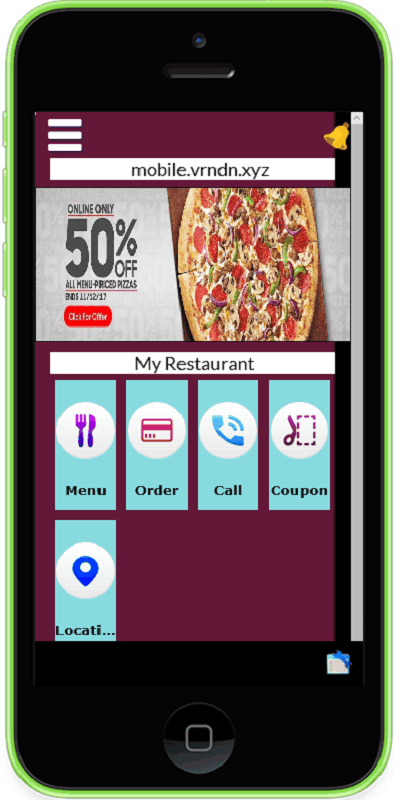 mobile.vrndn.xyz
ONLINE ONLY
50%
OFF
ALL MENU-PRICED PIZZAS
ENDS 11/12/17
Click For Offer
My Restaurant
Menu
Order
Call
Coupon
Locati...